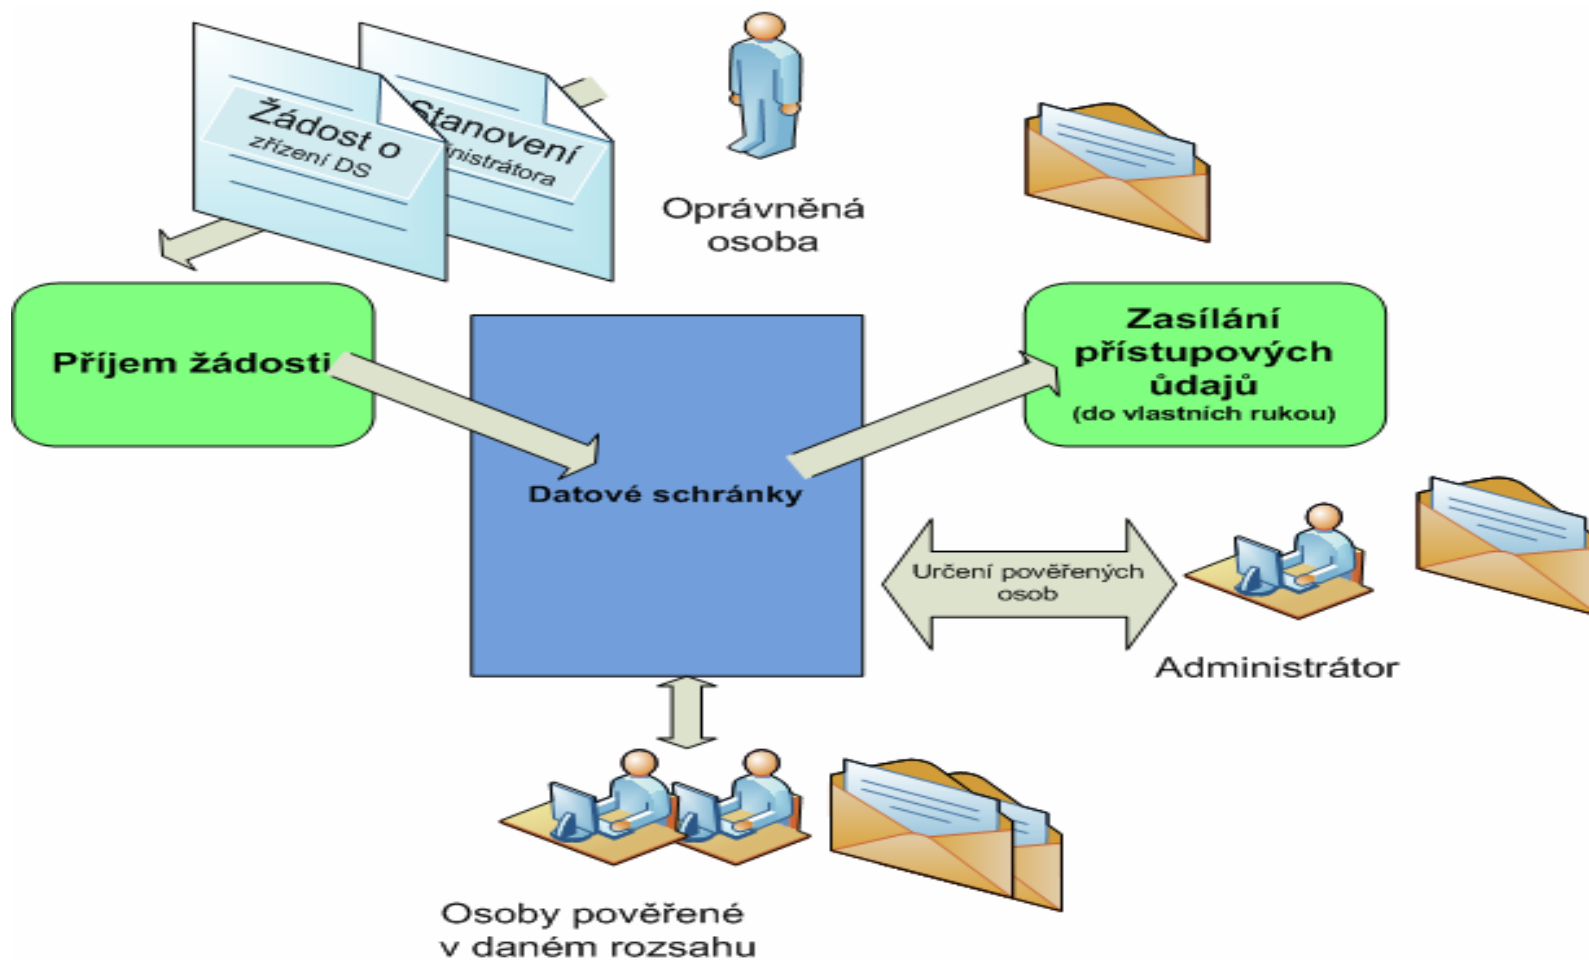 Žádost o
zřízení DS
Stanovení
Oprávněná
osoba
Příjem žádosti
Zasílání
přístupových
údajů
(do vlastních rukou)
Datové schránky
Určení pověřených
osob
Administrátor
Osoby pověřené
v daném rozsahu